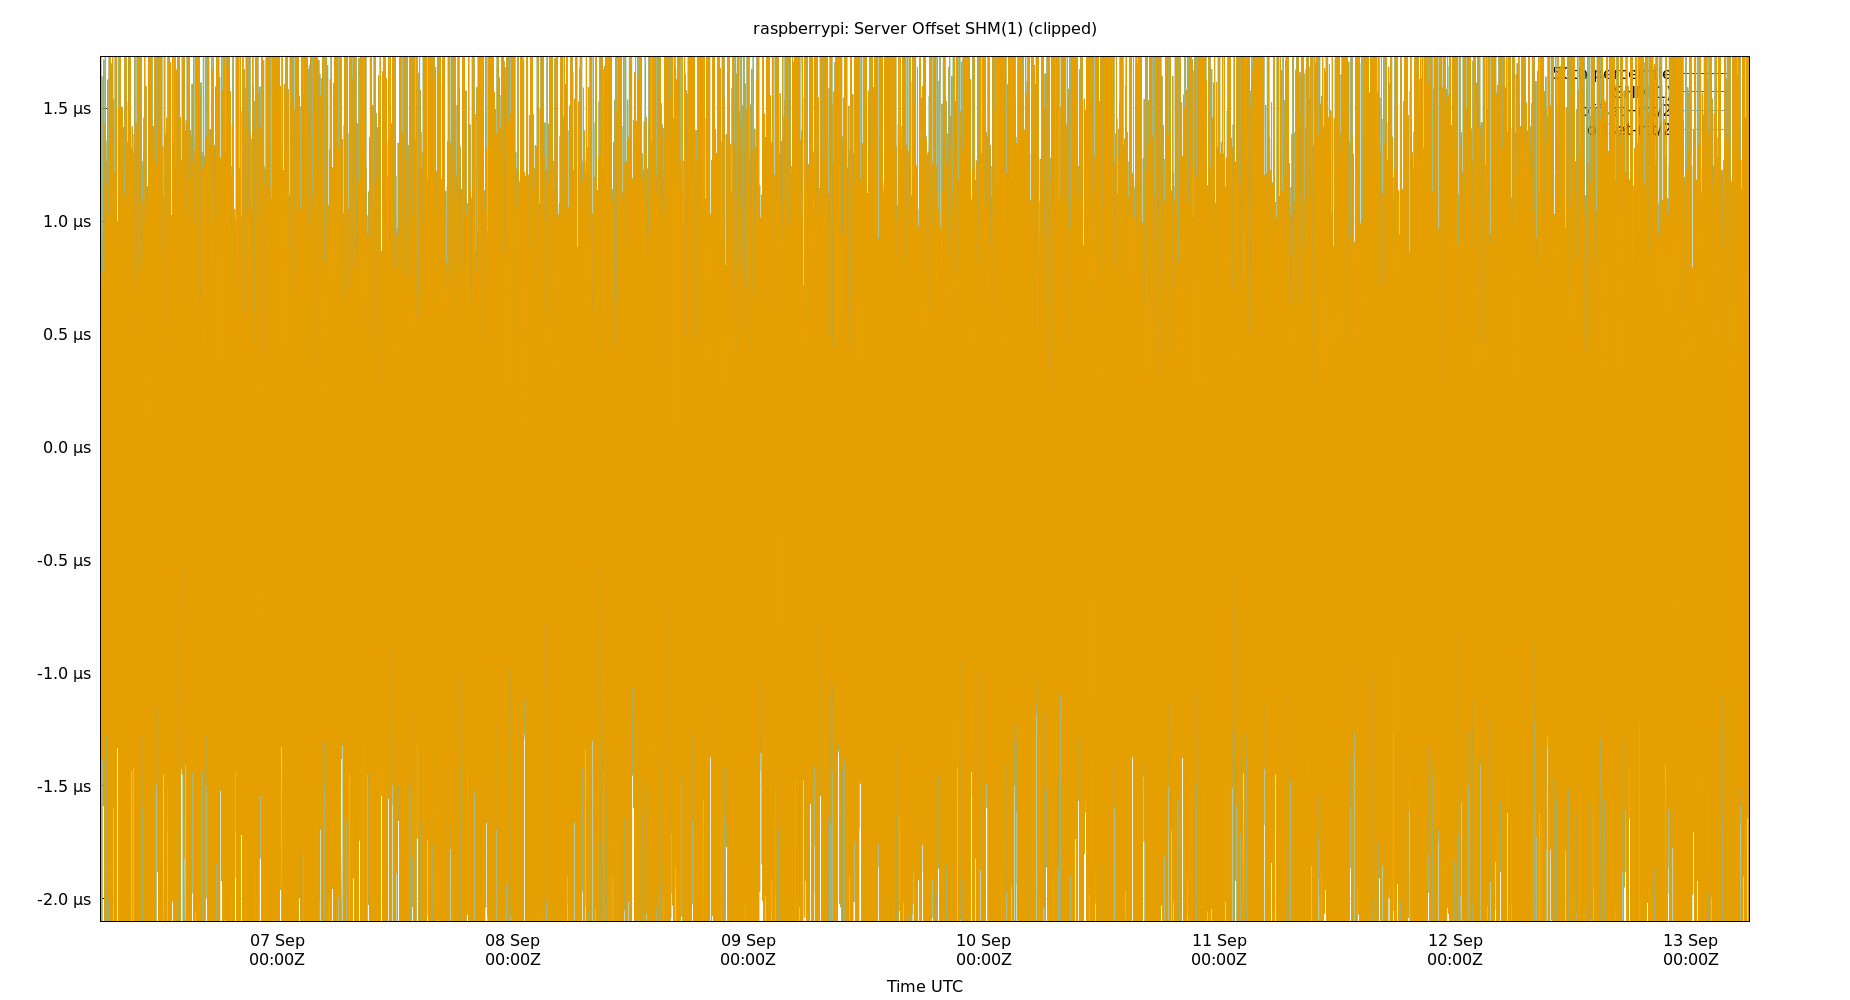 raspberrypi: Server Offset SHM(1) (clipped)
1.5 µs
1.0 µs
0.5 µs
0.0 µs
-0.5 µs
-1.0 µs
-1.5 µs
-2.0 µs
07 Sep 08 Sep 09 Sep 10 Sep 11 Sep 12 Sep 13 Sep
00:00Z 00:00Z 00:00Z 00:00Z 00:00Z 00:00Z 00:00Z
Time UTC